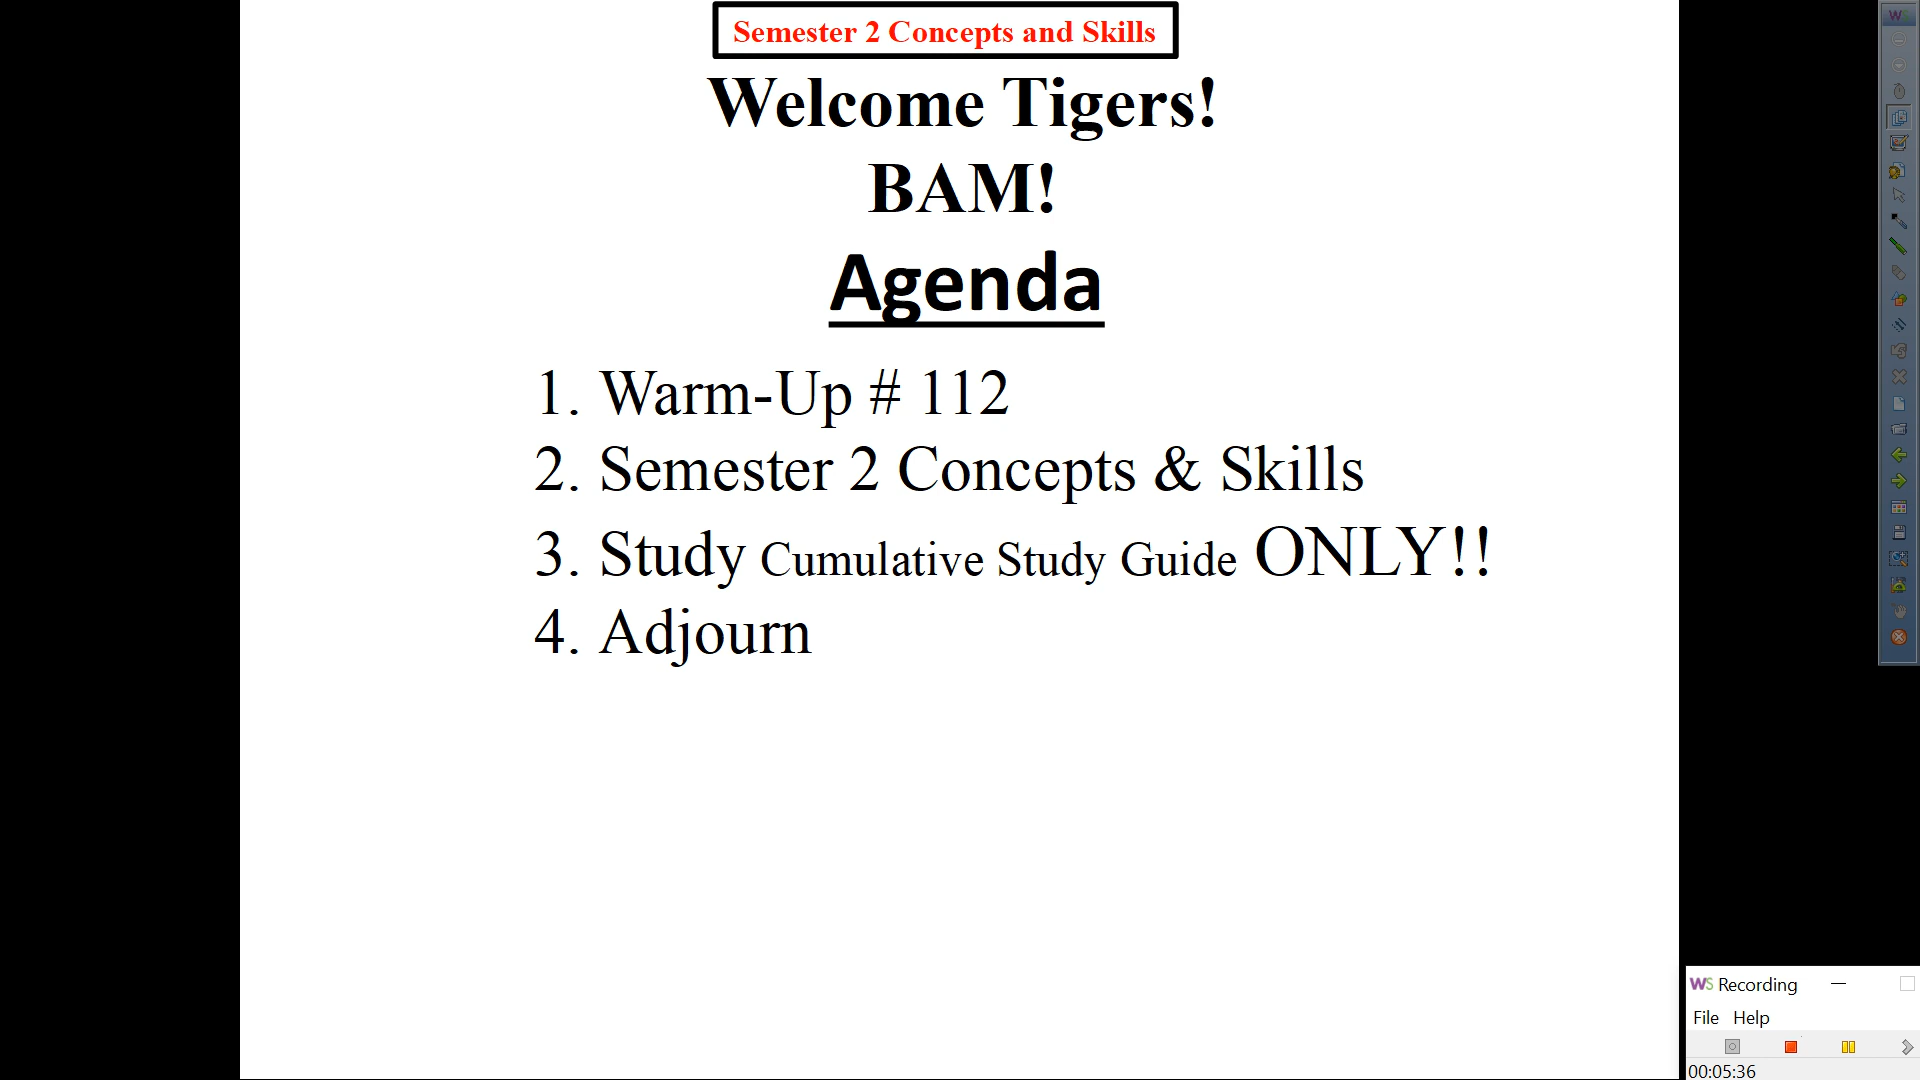 Semester 2 Concepts and Skills
Welcome Tigers!
BAM!
Agenda
1. Warm-Up # 112
2. Semester 2 Concepts & Skills
3. Study Cumulative Study Guide ONLY!!
4. Adjourn
WS
WS Recording
File Help
00:05:36